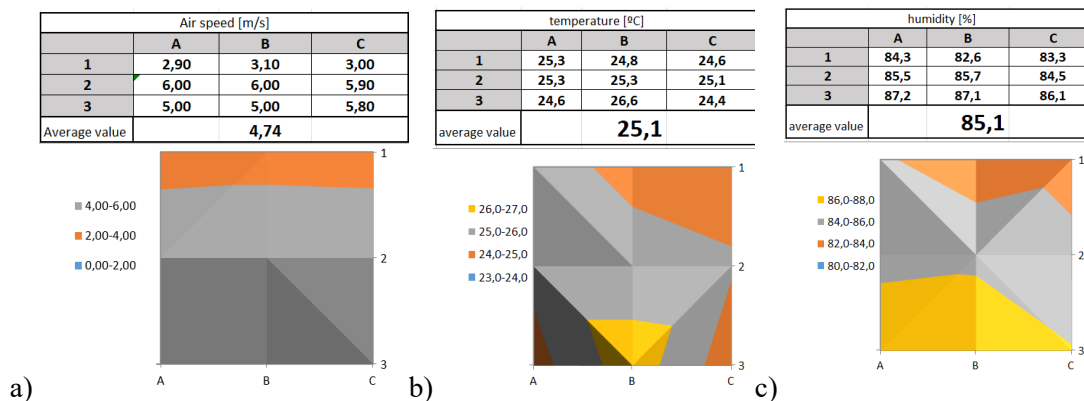 Air speed [m/s]
A B C
1 2,90 3,10 3,00
2 6,00 6,00 5,90
3 5,00 5,00 5,80
Average value 4,74
4,00-6,00
2,00-4,00
0,00-2,00
1
2
3
A B C
a)
temperature [ºC]
A B C
1 25,3 24,8 24,6
2 25,3 25,3 25,1
3 24,6 26,6 24,4
average value 25,1
26,0-27,0
25,0-26,0
24,0-25,0
23,0-24,0
1
2
3
A B C
b)
humidity [%]
A B C
1 84,3 82,6 83,3
2 85,5 85,7 84,5
3 87,2 87,1 86,1
average value 85,1
86,0-88,0
84,0-86,0
82,0-84,0
80,0-82,0
1
2
3
A B C
c)